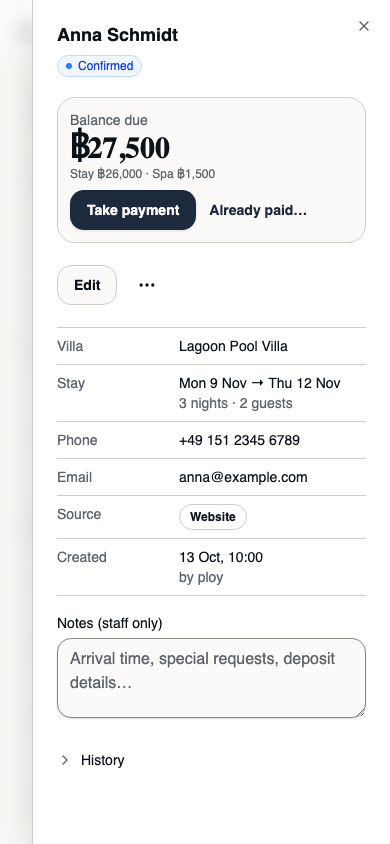 Anna Schmidt
Confirmed
Balance due
฿27,500
Stay ฿26,000 · Spa ฿1,500
Take payment
Already paid…
Edit
Villa
Lagoon Pool Villa
Stay
Mon 9 Nov → Thu 12 Nov
3 nights · 2 guests
Phone
+49 151 2345 6789
Email
anna@example.com
Source
Website
Created
13 Oct, 10:00
by ploy
Notes (staff only)
Arrival time, special requests, deposit
details…
History